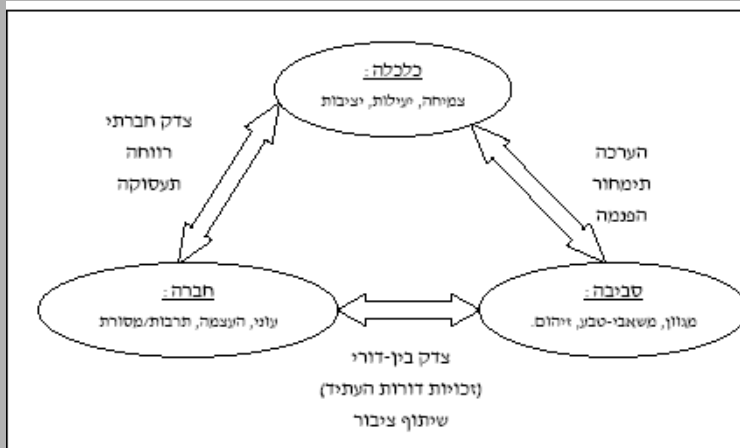 כלכלה:
צמיחה, יעילות, יציבות
צדק חברתי
רווחה
תעסוקה
הערכה
תימחור
הפנמה
חברה:
עוני, העצמה, תרבות/מסורת
סביבה:
מגוון, משאבי-טבע, זיהום.
צדק בין-דורי
(זכויות דורות העתיד)
שיתוף ציבור